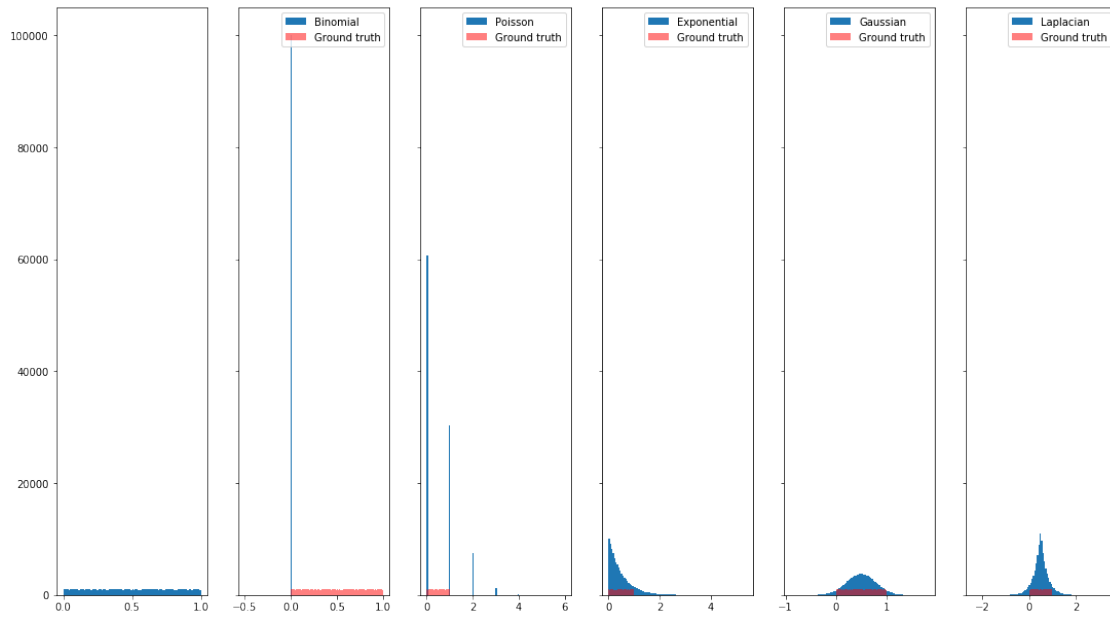 Binomial
Ground truth
Poisson
Ground truth
Exponential
Ground truth
Gaussian
Ground truth
Laplacian
Ground truth
100000
80000
60000
40000
20000
0
0.0 0.5 1.0
−0.5 0.0 0.5 1.0
0 2 4 6
0 2 4
−1 0 1
−2 0 2